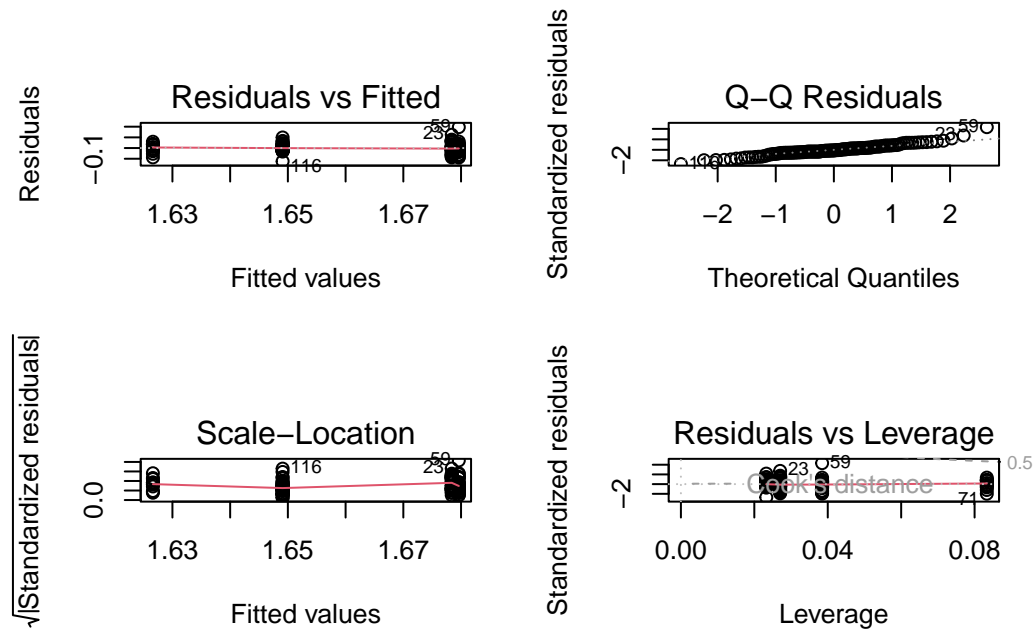 Residuals vs Fitted
Residuals
−0.1
59
23
116
1.63 1.65 1.67
Fitted values
Q−Q Residuals
Standardized residuals
−2
59
23
116
−2 −1 0 1 2
Theoretical Quantiles
Scale−Location
√|Standardized residuals|
0.0
59
116
23
1.63 1.65 1.67
Fitted values
Residuals vs Leverage
Standardized residuals
−2
59
23
0.5
Cook's distance
71
0.00 0.04 0.08
Leverage